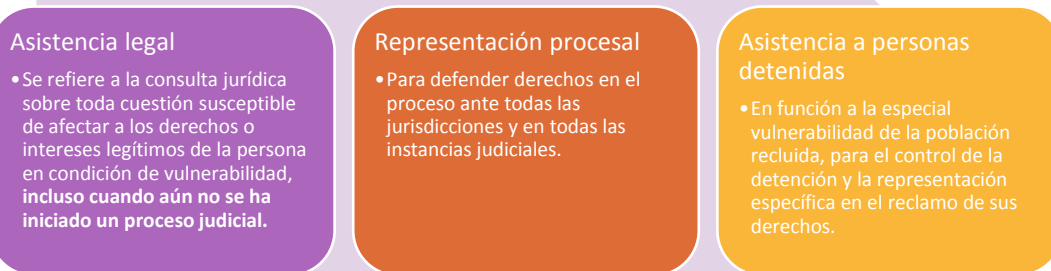 Asistencia legal
•Se refiere a la consulta jurídica
sobre toda cuestión susceptible
de afectar a los derechos o
intereses legítimos de la persona
en condición de vulnerabilidad,
incluso cuando aún no se ha
iniciado un proceso judicial.
Representación procesal
•Para defender derechos en el
proceso ante todas las
jurisdicciones y en todas las
instancias judiciales.
Asistencia a personas
detenidas
•En función a la especial
vulnerabilidad de la población
recluida, para el control de la
detención y la representación
específica en el reclamo de sus
derechos.